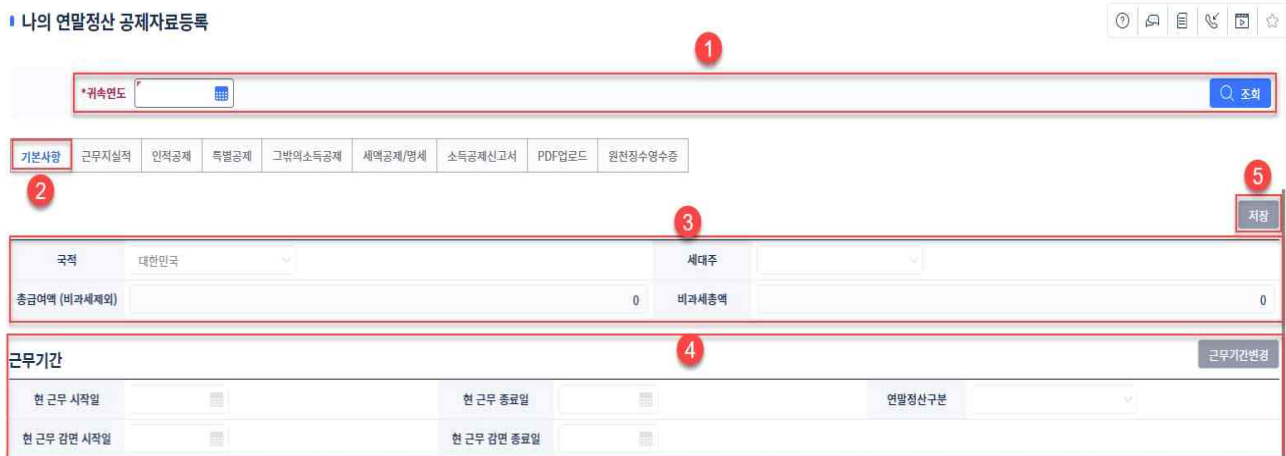 나의 연말정산 공제자료등록
1
*귀속연도 조회
기본사항 근무지실적 인적공제 특별공제 그밖의소득공제 세액공제/명세 소득공제신고서 PDF업로드 원천징수영수증
2
5
저장
3
국적 대한민국 세대주
총급여액 (비과세제외) 0 비과세총액 0
4
근무기간 근무기간변경
현 근무 시작일 현 근무 종료일 연말정산구분
현 근무 감면 시작일 현 근무 감면 종료일